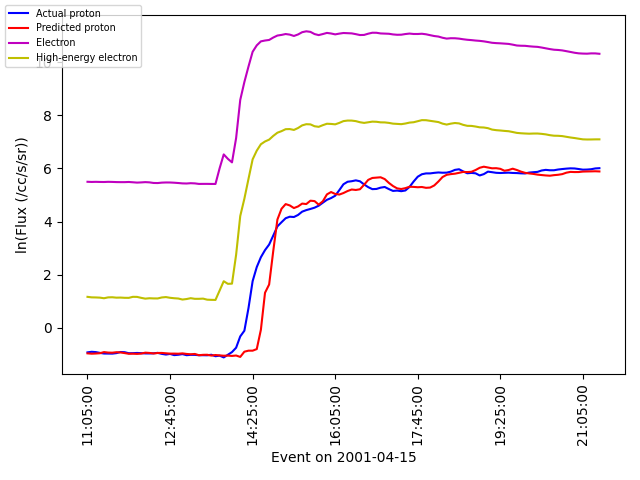 Actual proton
Predicted proton
Electron
High-energy electron
10
8
6
4
2
0
ln(Flux (/cc/s/sr))
11:05:00
12:45:00
14:25:00
16:05:00
17:45:00
19:25:00
21:05:00
Event on 2001-04-15